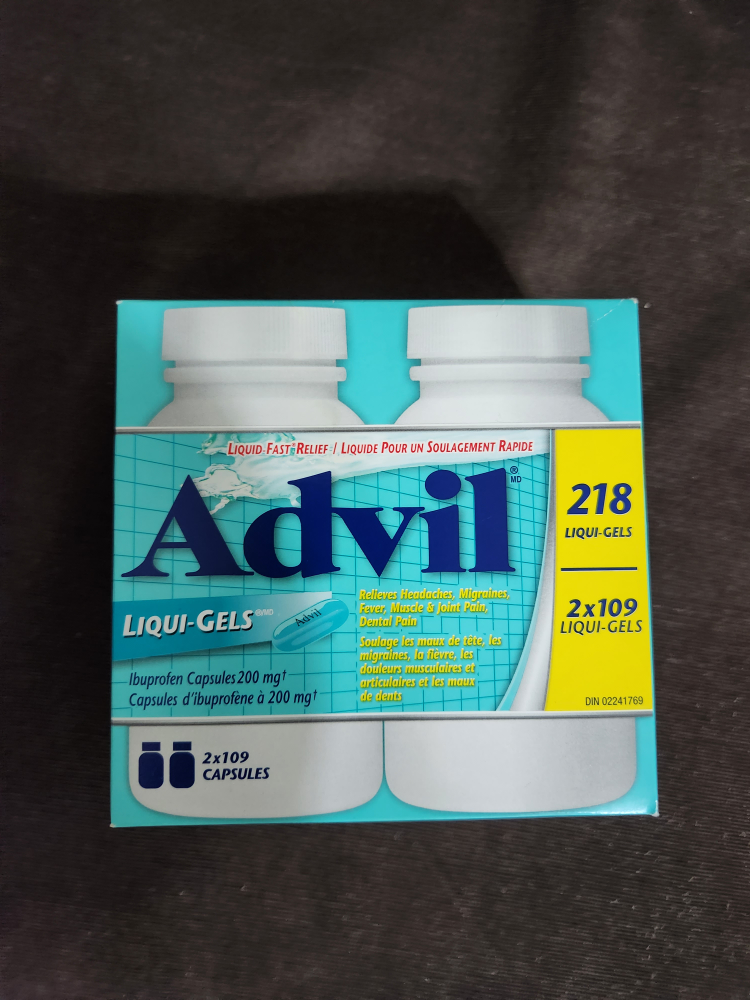 LIQUID-FAST RELIEF / LIQUIDE POUR UN SOULAGEMENT RAPIDE
Advil® MD
LIQUI-GELS®/MD
Advil
Ibuprofen Capsules 200 mg†
Capsules d'ibuprofène à 200 mg†
Relieves Headaches, Migraines,
Fever, Muscle & Joint Pain,
Dental Pain
Soulage les maux de tête, les
migraines, la fièvre, les
douleurs musculaires et
articulaires et les maux
de dents
218
LIQUI-GELS
2x109
LIQUI-GELS
DIN 02241769
2x109
CAPSULES